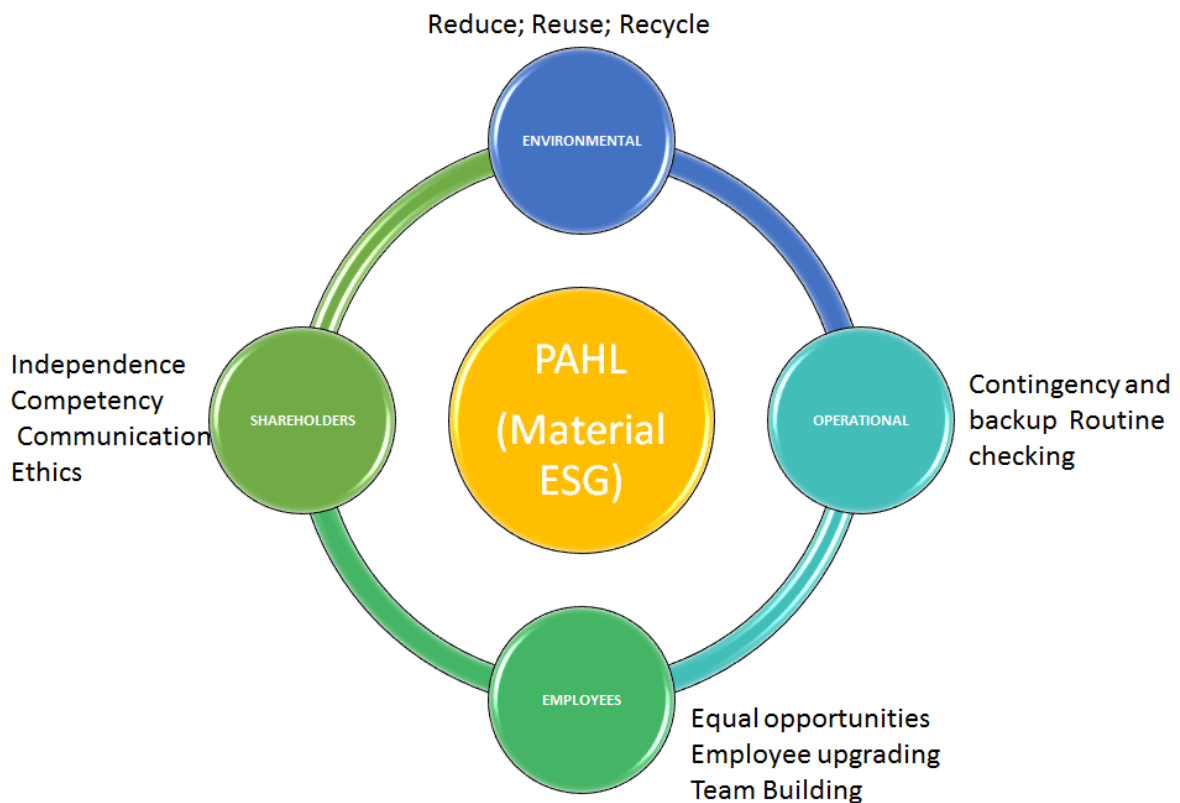 Reduce; Reuse; Recycle
ENVIRONMENTAL
PAHL
(Material
ESG)
Independence
Competency
Communication
Ethics
SHAREHOLDERS
OPERATIONAL
Contingency and
backup Routine
checking
EMPLOYEES
Equal opportunities
Employee upgrading
Team Building